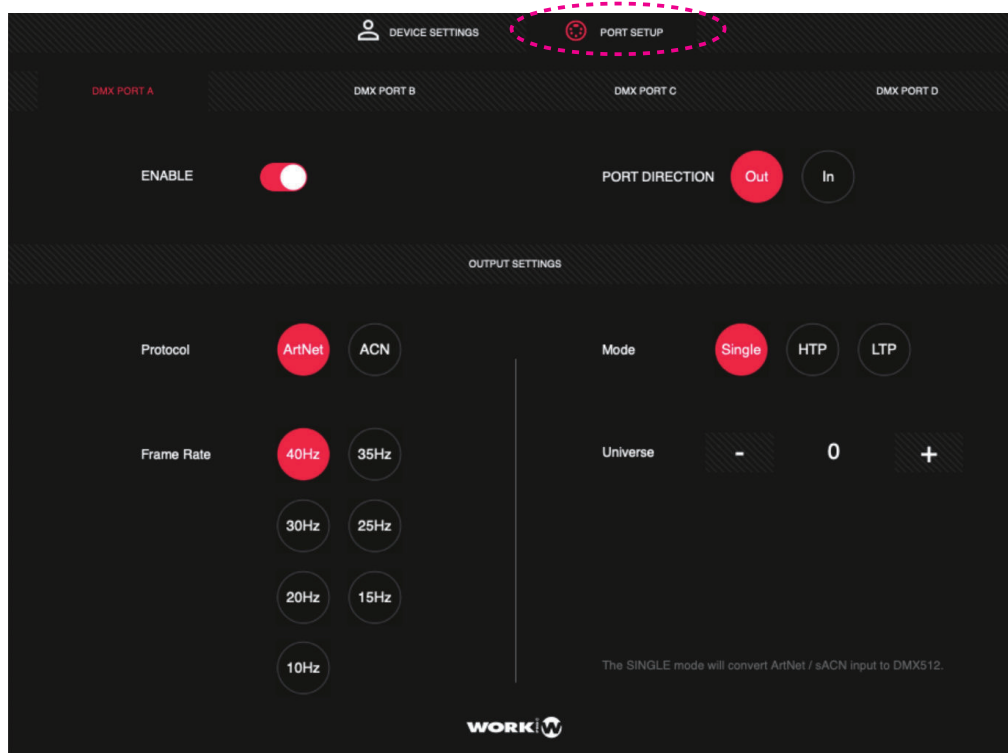 DEVICE SETTINGS PORT SETUP
DMX PORT A DMX PORT B DMX PORT C DMX PORT D
ENABLE PORT DIRECTION Out In
OUTPUT SETTINGS
Protocol ArtNet ACN Mode Single HTP LTP
Frame Rate 40Hz 35Hz Universe - 0 +
30Hz 25Hz
20Hz 15Hz
10Hz The SINGLE mode will convert ArtNet / sACN input to DMX512.
WORK W